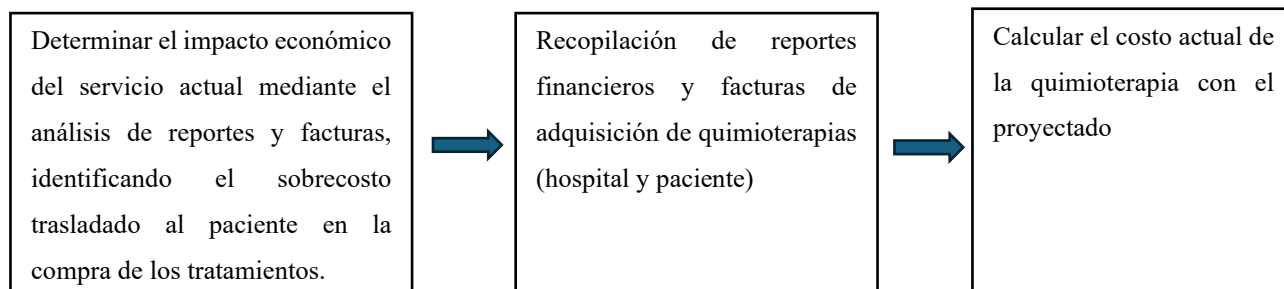 Determinar el impacto económico
del servicio actual mediante el
análisis de reportes y facturas,
identificando el sobrecosto
trasladado al paciente en la
compra de los tratamientos.
Recopilación de reportes
financieros y facturas de
adquisición de quimioterapias
(hospital y paciente)
Calcular el costo actual de
la quimioterapia con el
proyectado